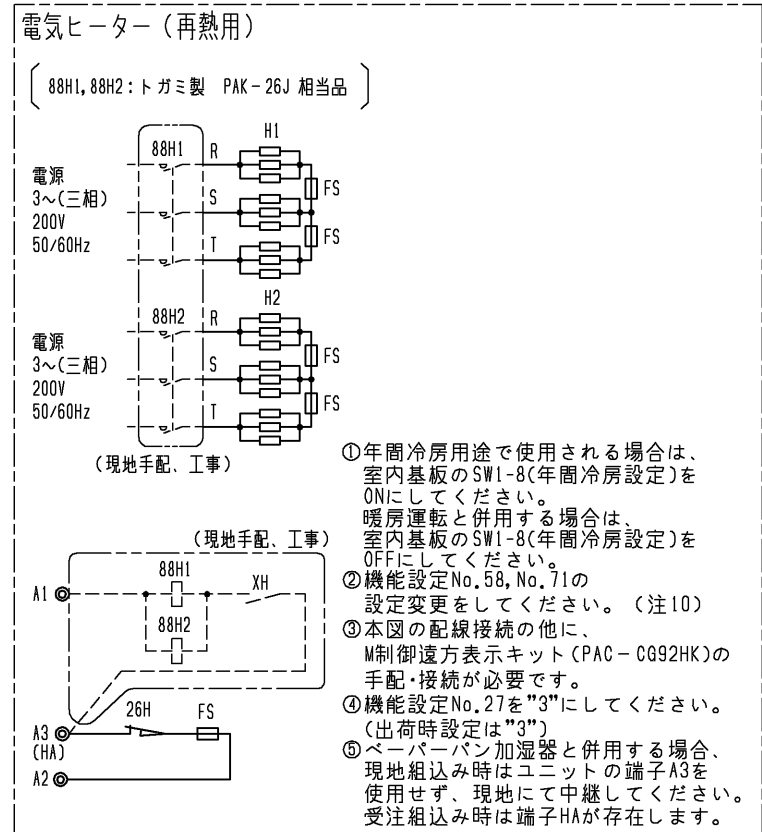 電気ヒーター（再熱用）
88H1,88H2：トガミ製 PAK-26J 相当品
88H1
R
H1
電源
3～(三相)
200V
50/60Hz
S
T
FS
FS
88H2
R
H2
電源
3～(三相)
200V
50/60Hz
S
T
FS
FS
(現地手配、工事)
(現地手配、工事)
A1
88H1
XH
88H2
A3
(HA)
26H
FS
A2
①年間冷房用途で使用される場合は、
室内基板のSW1-8(年間冷房設定)を
ONにしてください。
暖房運転と併用する場合は、
室内基板のSW1-8(年間冷房設定)を
OFFにしてください。
②機能設定No.58,No.71の
設定変更をしてください。（注10）
③本図の配線接続の他に、
M制御遠方表示キット(PAC-CG92HK)の
手配・接続が必要です。
④機能設定No.27を”3”にしてください。
(出荷時設定は”3”)
⑤ペーパーパン加湿器と併用する場合、
現地組込み時はユニットの端子A3を
使用せず、現地にて中継してください。
受注組込み時は端子HAが存在します。